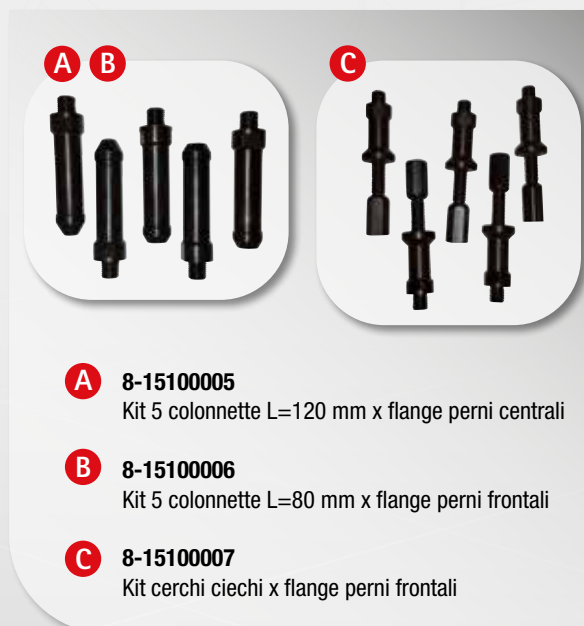 A B
C
A 8-15100005
Kit 5 colonnette L=120 mm x flange perni centrali
B 8-15100006
Kit 5 colonnette L=80 mm x flange perni frontali
C 8-15100007
Kit cerchi ciechi x flange perni frontali